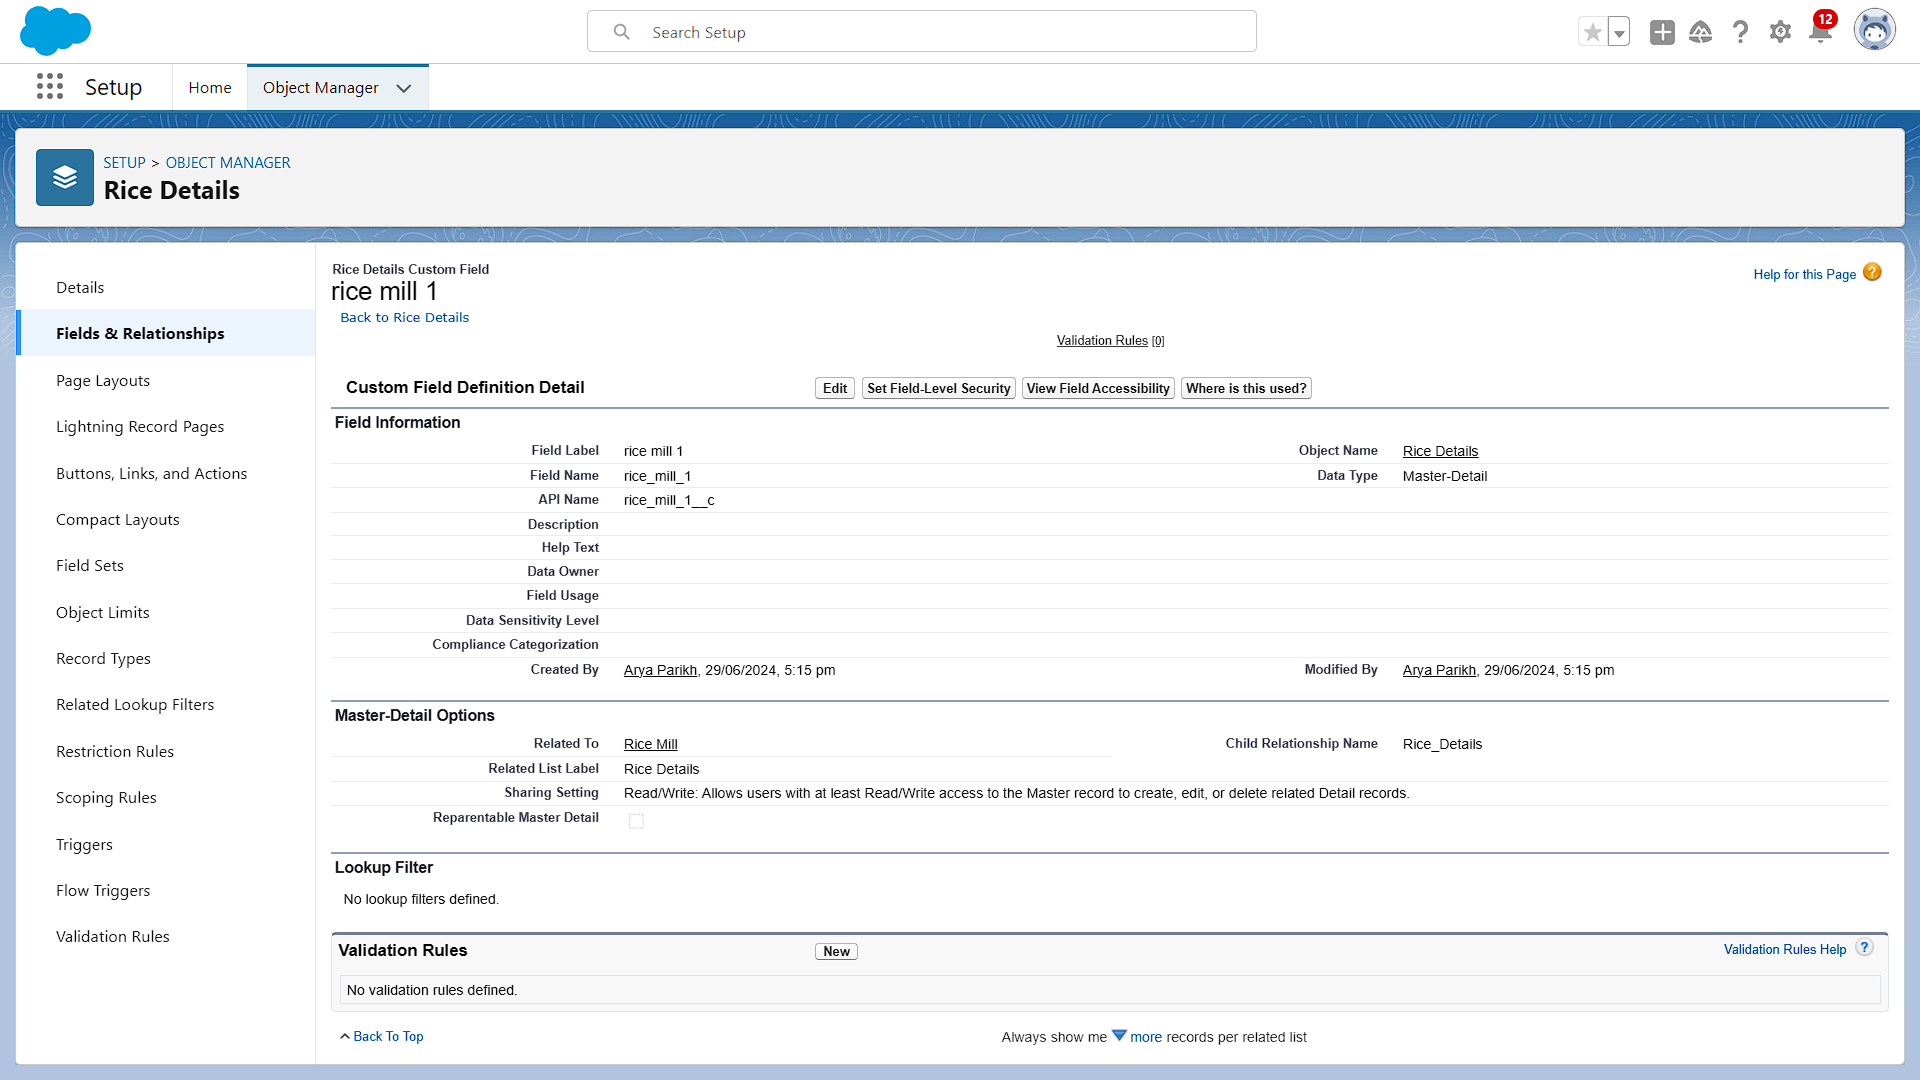 Search Setup
12
Setup
Home
Object Manager
SETUP > OBJECT MANAGER
Rice Details
Details
Fields & Relationships
Page Layouts
Lightning Record Pages
Buttons, Links, and Actions
Compact Layouts
Field Sets
Object Limits
Record Types
Related Lookup Filters
Restriction Rules
Scoping Rules
Triggers
Flow Triggers
Validation Rules
Rice Details Custom Field
rice mill 1
Back to Rice Details
Help for this Page ?
Validation Rules [0]
Custom Field Definition Detail
Edit Set Field-Level Security View Field Accessibility Where is this used?
Field Information
Field Label rice mill 1 Object Name Rice Details
Field Name rice_mill_1 Data Type Master-Detail
API Name rice_mill_1__c
Description
Help Text
Data Owner
Field Usage
Data Sensitivity Level
Compliance Categorization
Created By Arya Parikh, 29/06/2024, 5:15 pm Modified By Arya Parikh, 29/06/2024, 5:15 pm
Master-Detail Options
Related To Rice Mill Child Relationship Name Rice_Details
Related List Label Rice Details
Sharing Setting Read/Write: Allows users with at least Read/Write access to the Master record to create, edit, or delete related Detail records.
Reparentable Master Detail
Lookup Filter
No lookup filters defined.
Validation Rules New Validation Rules Help ?
No validation rules defined.
Back To Top Always show me more records per related list